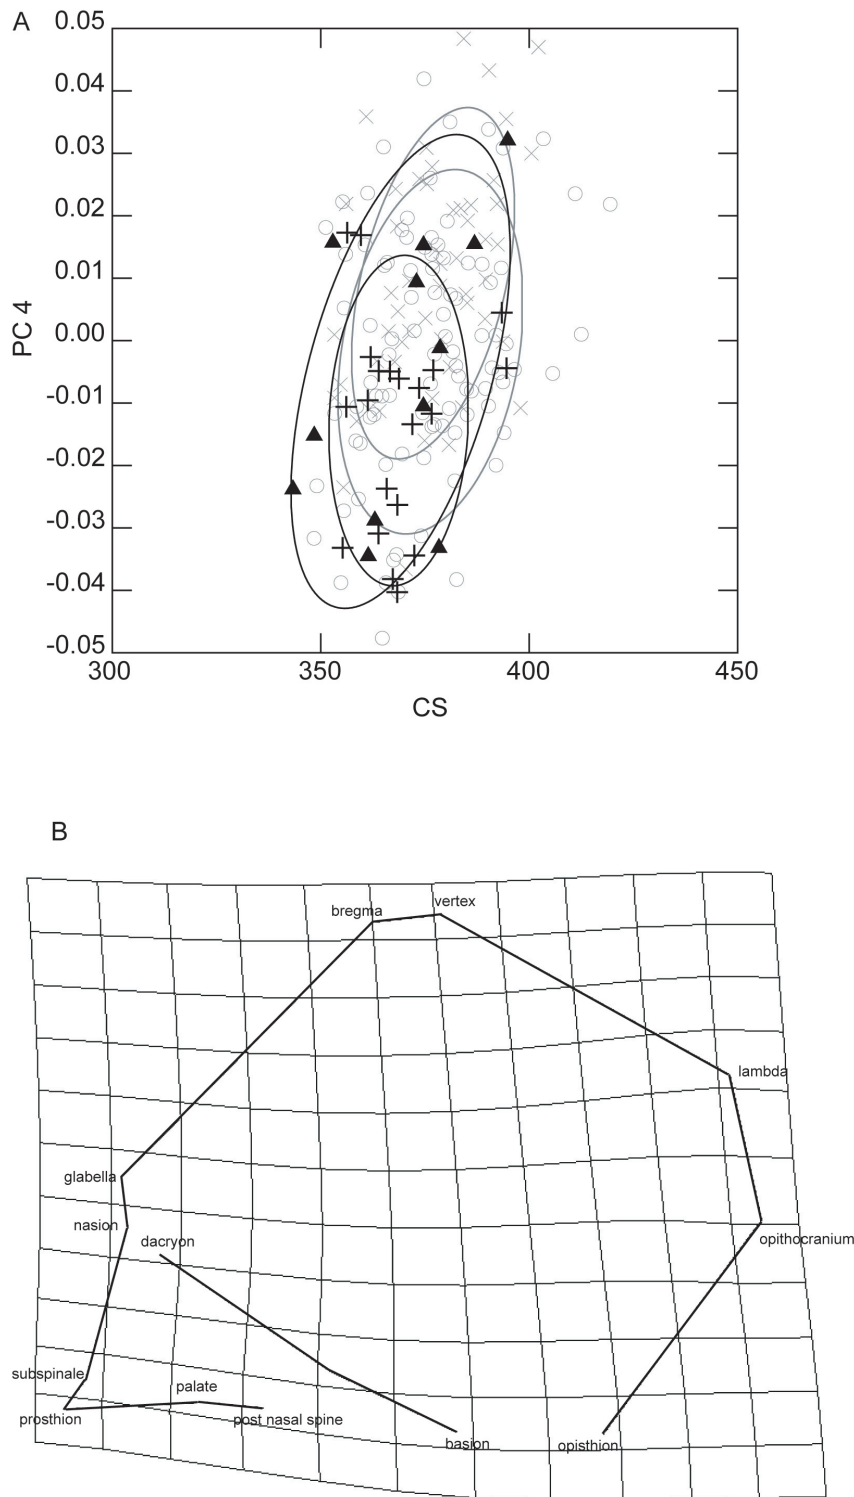 A
0.05
0.04
0.03
0.02
0.01
0.00
-0.01
-0.02
-0.03
-0.04
-0.05
PC 4
300 350 400 450
CS
B
bregma vertex
lambda
glabella
nasion
dacryon
opithocranium
subspinale
palate
prosthion
post nasal spine
basion
opisthion